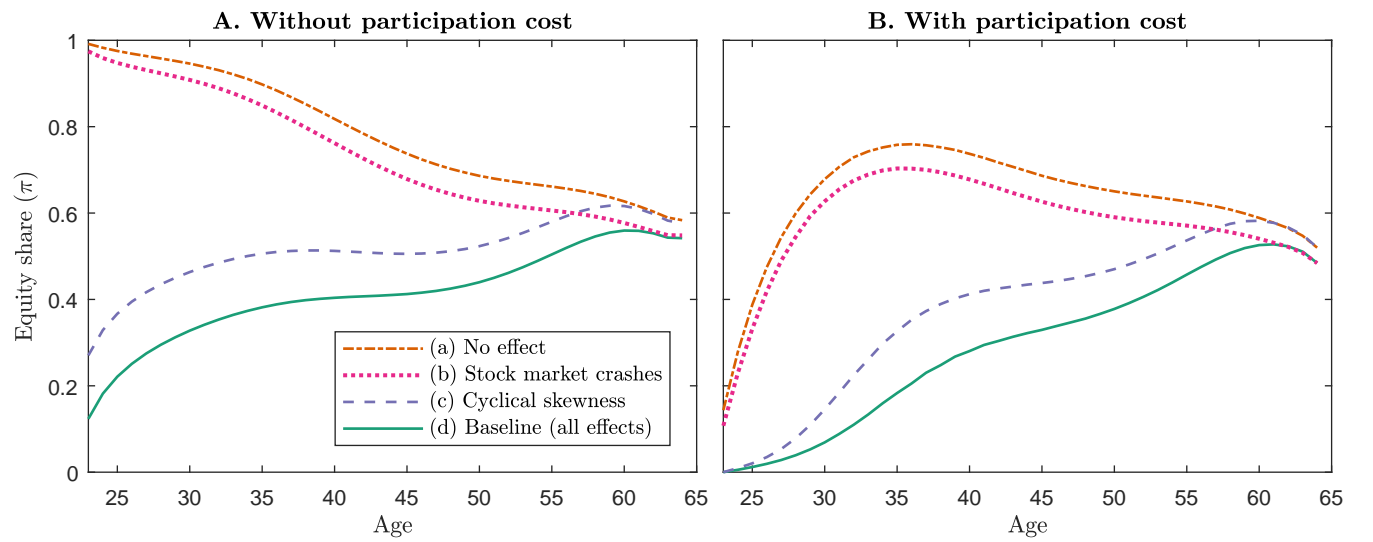 A. Without participation cost
B. With participation cost
Equity share (π)
1
0.8
0.6
0.4
0.2
0
(a) No effect
(b) Stock market crashes
(c) Cyclical skewness
(d) Baseline (all effects)
25 30 35 40 45 50 55 60 65
25 30 35 40 45 50 55 60 65
Age
Age